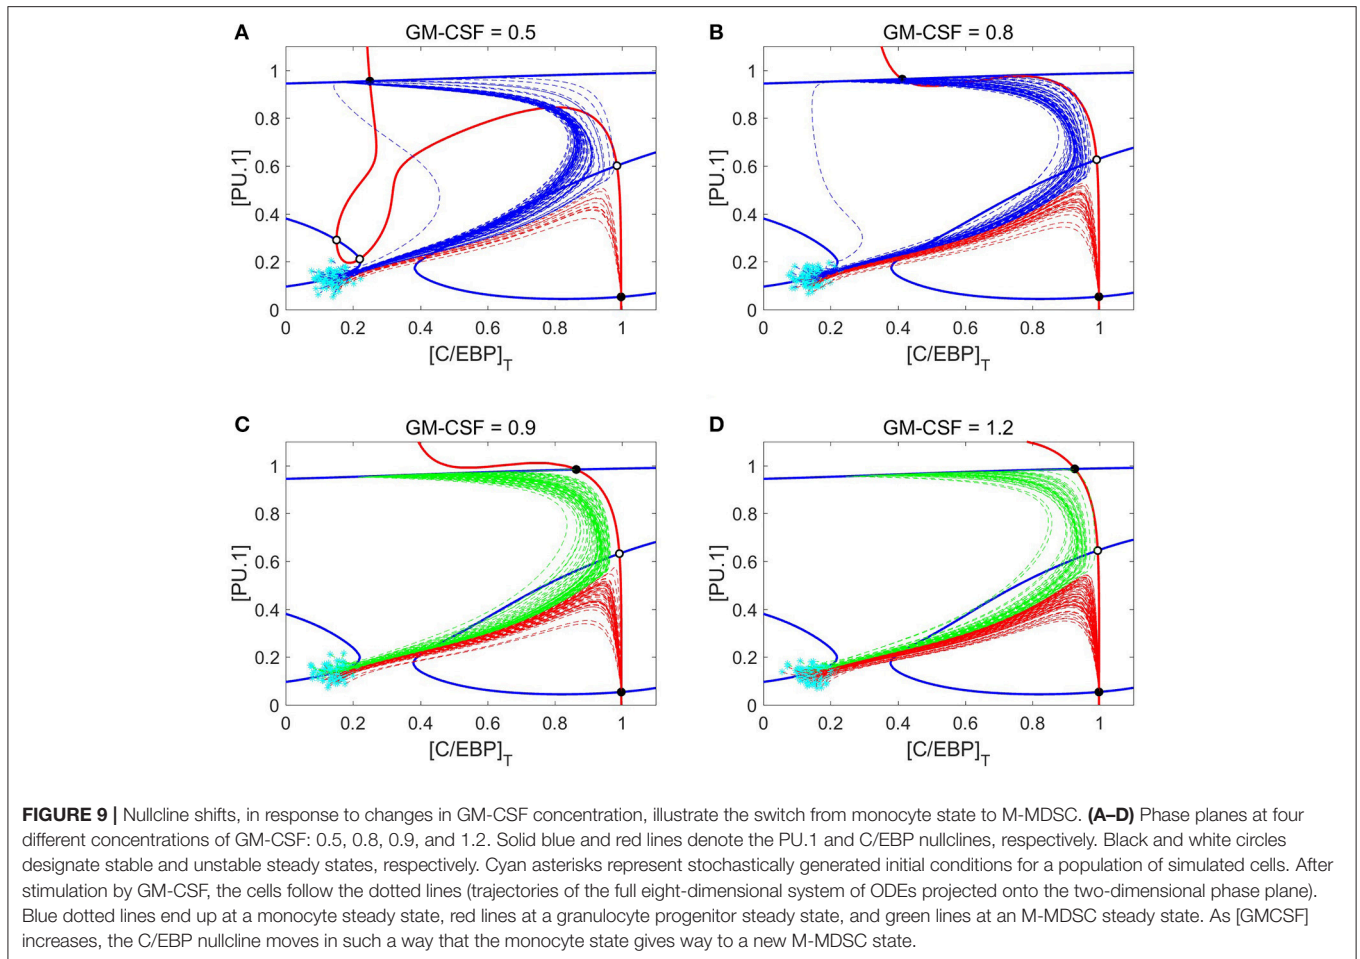 A GM-CSF = 0.5
1
0.8
0.6
0.4
0.2
0
[PU.1]
0 0.2 0.4 0.6 0.8 1
[C/EBP]T
B GM-CSF = 0.8
1
0.8
0.6
0.4
0.2
0
[PU.1]
0 0.2 0.4 0.6 0.8 1
[C/EBP]T
C GM-CSF = 0.9
1
0.8
0.6
0.4
0.2
0
[PU.1]
0 0.2 0.4 0.6 0.8 1
[C/EBP]T
D GM-CSF = 1.2
1
0.8
0.6
0.4
0.2
0
[PU.1]
0 0.2 0.4 0.6 0.8 1
[C/EBP]T
FIGURE 9 | Nullcline shifts, in response to changes in GM-CSF concentration, illustrate the switch from monocyte state to M-MDSC. (A–D) Phase planes at four
different concentrations of GM-CSF: 0.5, 0.8, 0.9, and 1.2. Solid blue and red lines denote the PU.1 and C/EBP nullclines, respectively. Black and white circles
designate stable and unstable steady states, respectively. Cyan asterisks represent stochastically generated initial conditions for a population of simulated cells. After
stimulation by GM-CSF, the cells follow the dotted lines (trajectories of the full eight-dimensional system of ODEs projected onto the two-dimensional phase plane).
Blue dotted lines end up at a monocyte steady state, red lines at a granulocyte progenitor steady state, and green lines at an M-MDSC steady state. As [GMCSF]
increases, the C/EBP nullcline moves in such a way that the monocyte state gives way to a new M-MDSC state.